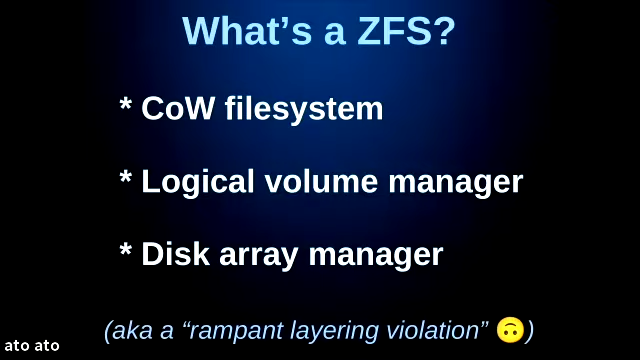 What’s a ZFS?
* CoW filesystem
* Logical volume manager
* Disk array manager
(aka a “rampant layering violation” 🙃)
ato ato